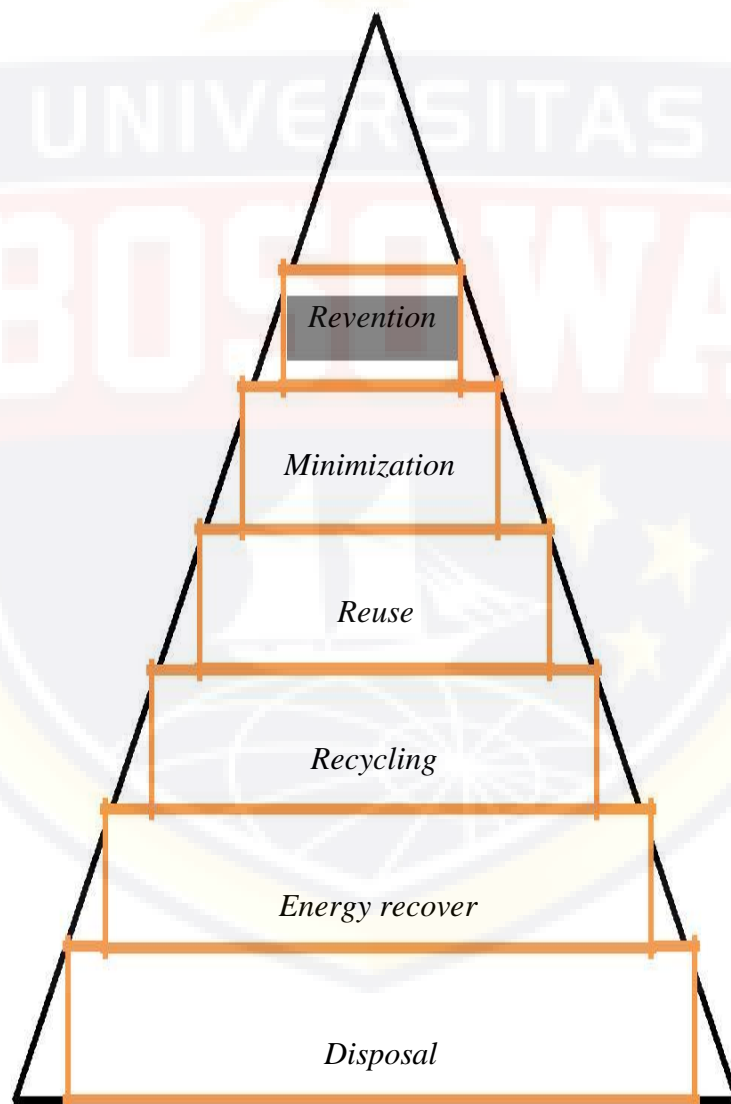 UNIVERSITAS
BOSOWA
Revention
Minimization
Reuse
Recycling
Energy recover
Disposal